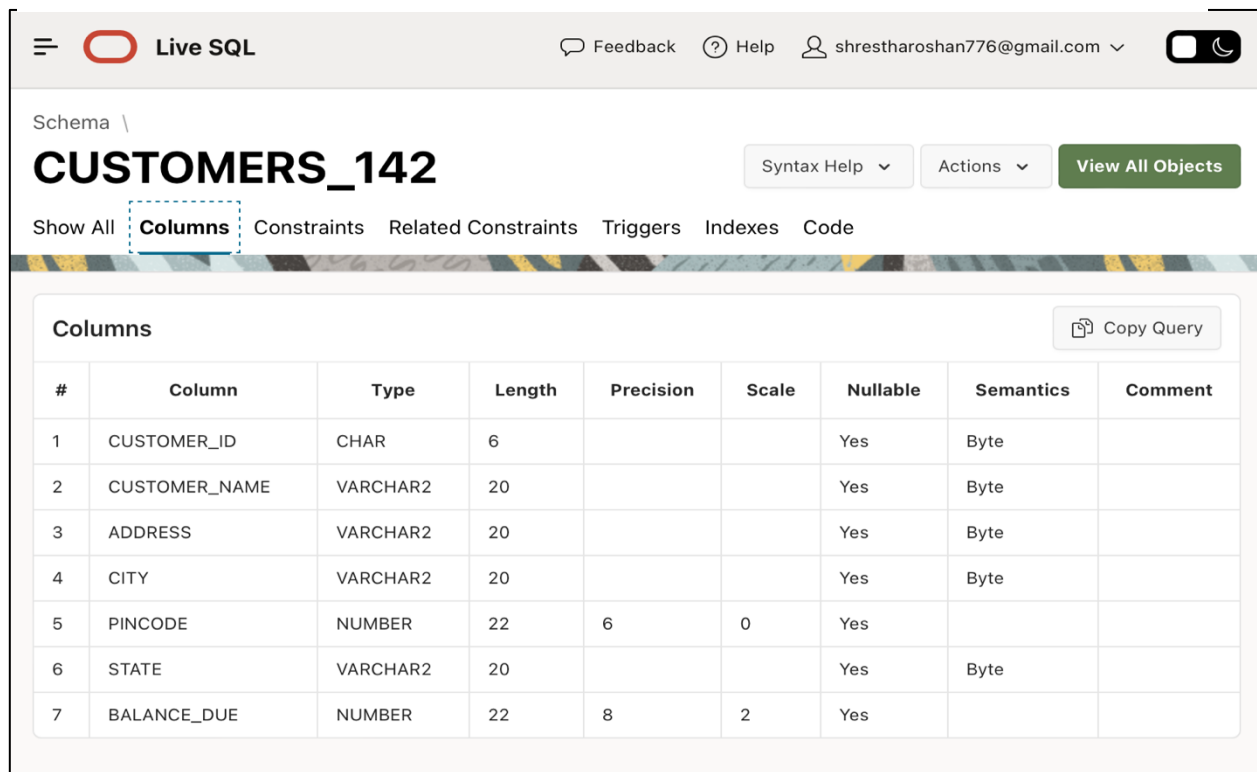 Live SQL Feedback Help shrestharoshan776@gmail.com
Schema \
CUSTOMERS_142
Syntax Help Actions View All Objects
Show All Columns Constraints Related Constraints Triggers Indexes Code
Columns Copy Query
# Column Type Length Precision Scale Nullable Semantics Comment
1 CUSTOMER_ID CHAR 6 Yes Byte
2 CUSTOMER_NAME VARCHAR2 20 Yes Byte
3 ADDRESS VARCHAR2 20 Yes Byte
4 CITY VARCHAR2 20 Yes Byte
5 PINCODE NUMBER 22 6 0 Yes
6 STATE VARCHAR2 20 Yes Byte
7 BALANCE_DUE NUMBER 22 8 2 Yes